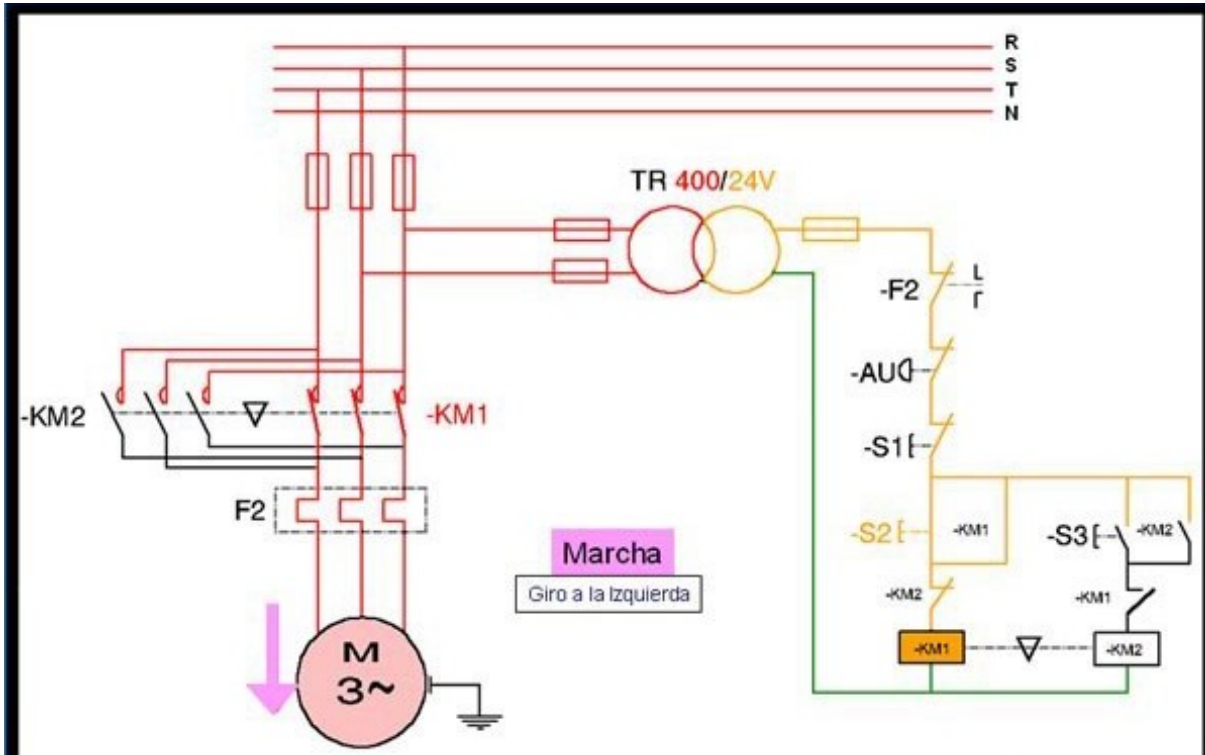 R
S
T
N
TR 400/24V
-F2
-AU
-KM2
-KM1
-S1
F2
-S2
-KM1
-S3
-KM2
Marcha
Giro a la Izquierda
-KM2
-KM1
-KM1
-KM2
M
3~